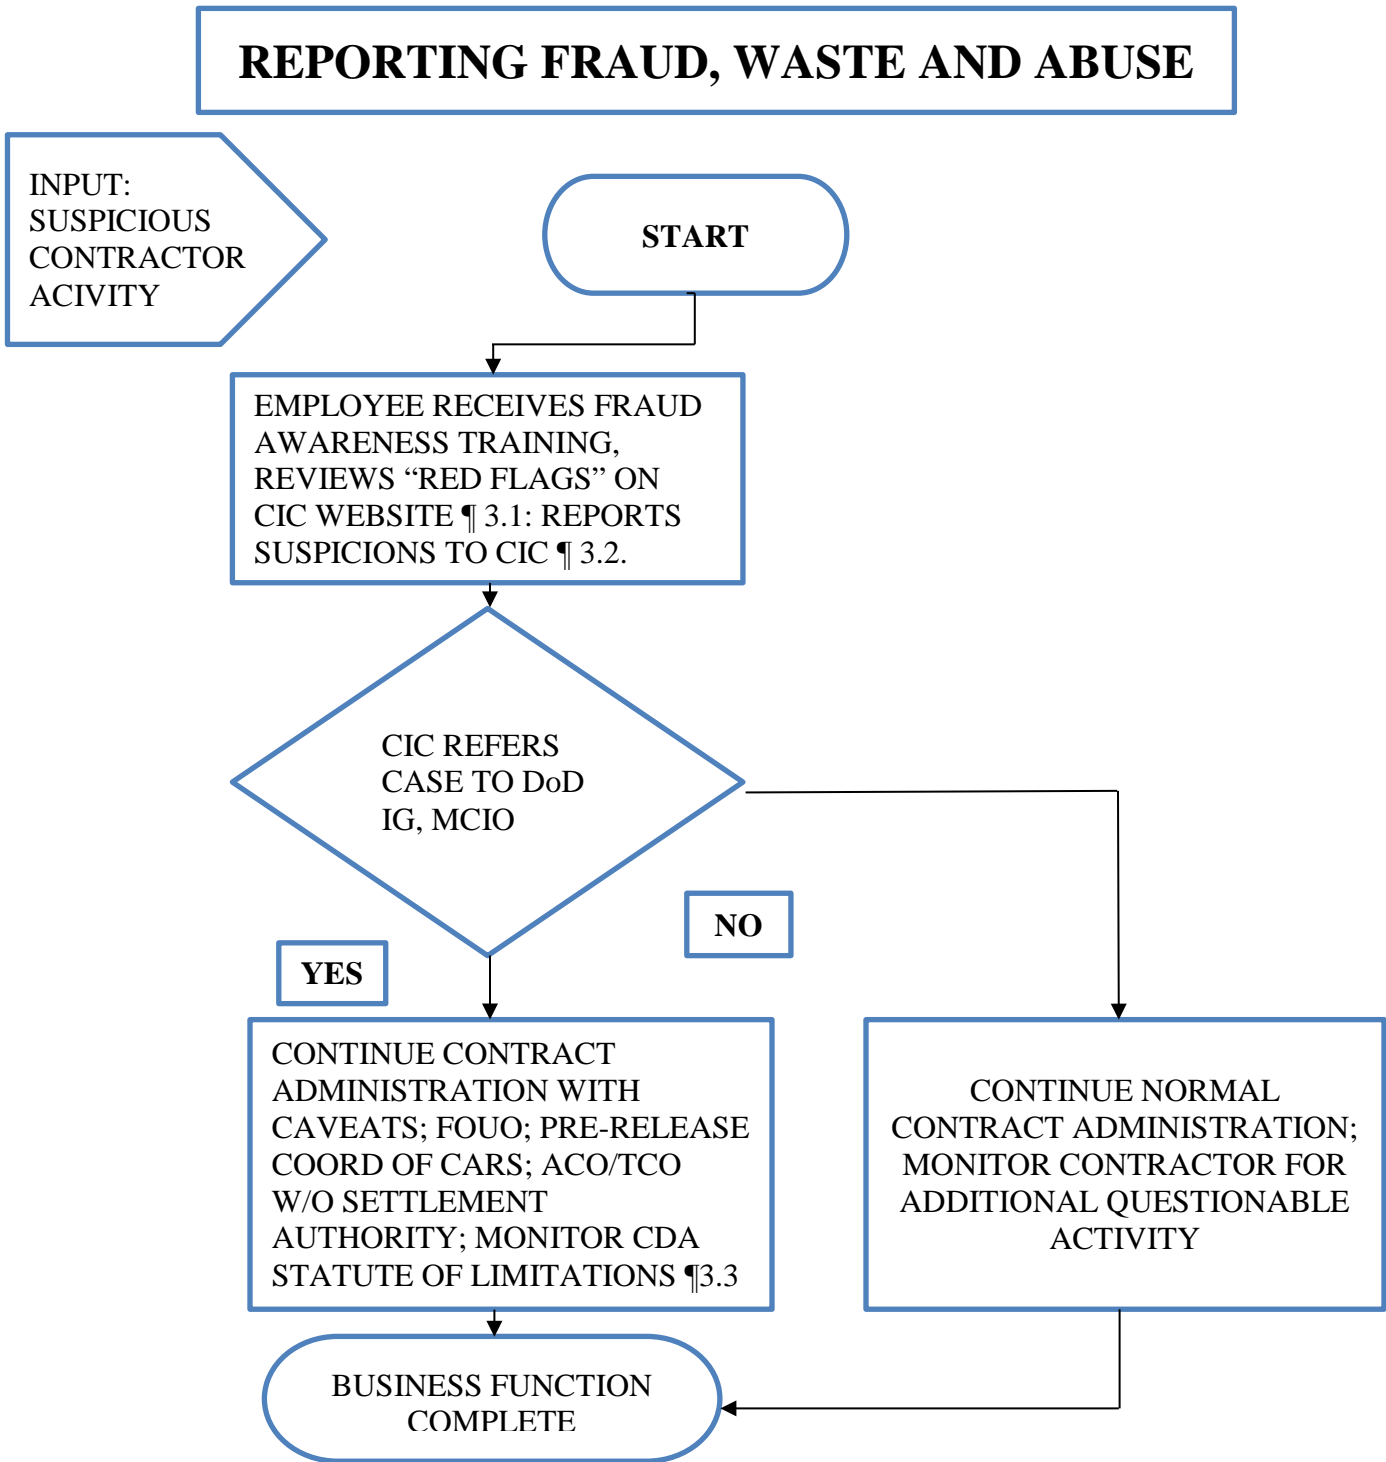 REPORTING FRAUD, WASTE AND ABUSE
INPUT:
SUSPICIOUS
CONTRACTOR
ACIVITY
START
EMPLOYEE RECEIVES FRAUD
AWARENESS TRAINING,
REVIEWS “RED FLAGS” ON
CIC WEBSITE ¶ 3.1: REPORTS
SUSPICIONS TO CIC ¶ 3.2.
CIC REFERS
CASE TO DoD
IG, MCIO
NO
YES
CONTINUE CONTRACT
ADMINISTRATION WITH
CAVEATS; FOUO; PRE-RELEASE
COORD OF CARS; ACO/TCO
W/O SETTLEMENT
AUTHORITY; MONITOR CDA
STATUTE OF LIMITATIONS ¶3.3
CONTINUE NORMAL
CONTRACT ADMINISTRATION;
MONITOR CONTRACTOR FOR
ADDITIONAL QUESTIONABLE
ACTIVITY
BUSINESS FUNCTION
COMPLETE